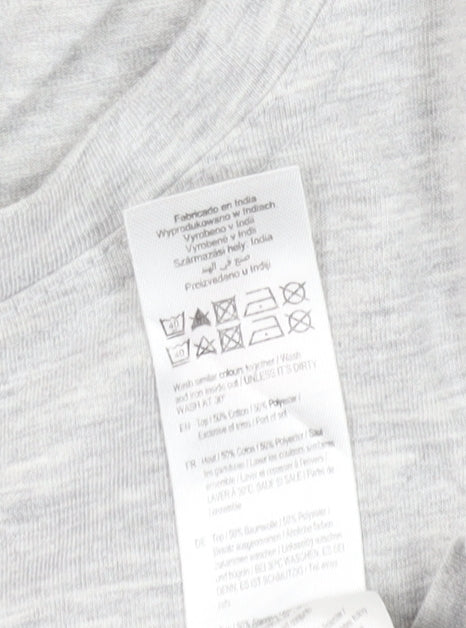 Fabricado en India
Wyprodukowano w Indiach
Vyrobeno v Indii
Vyrobené v Indii
Származási hely: India
صنع في الهند
Proizvedeno u Indiji
40
40
Wash similar colours together / Wash
and iron inside out / UNLESS IT'S DIRTY
WASH AT 30°
EN Top / 50% Cotton / 50% Polyester /
Exclusive of trims / Part of set
FR Haut / 50% Coton / 50% Polyester / Sauf
les garnitures / Laver les couleurs similaires
ensemble / Laver et repasser à l'envers /
LAVER À 30°C SAUF SI SALE / Partie de
l'ensemble
DE Top / 50% Baumwolle / 50% Polyester /
Besatz ausgenommen / Ähnliche farben
zusammen waschen / Linksseitig waschen
und bügeln / BEI 30°C WASCHEN, ES SEI
DENN, ES IST SCHMUTZIG / Teil eines
sets